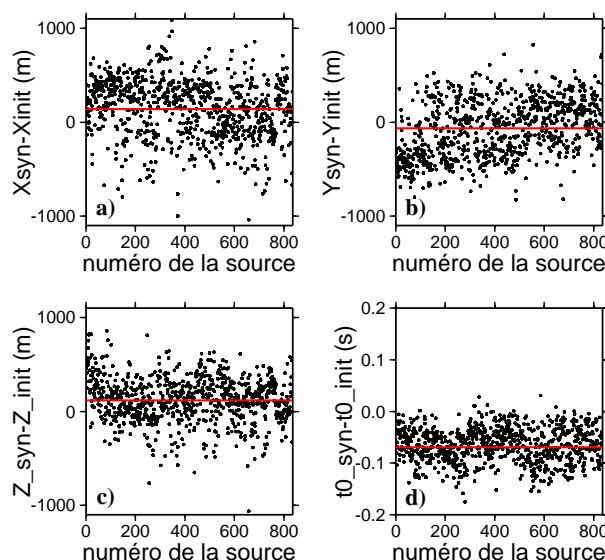 1000
0
-1000
Xsyn-Xinit (m)
a)
0 200 400 600 800
numéro de la source
1000
0
-1000
Ysyn-Yinit (m)
b)
0 200 400 600 800
numéro de la source
1000
0
-1000
Z_syn-Z_init (m)
c)
0 200 400 600 800
numéro de la source
0.2
0.1
0.0
-0.1
-0.2
t0_syn-t0_init (s)
d)
0 200 400 600 800
numéro de la source